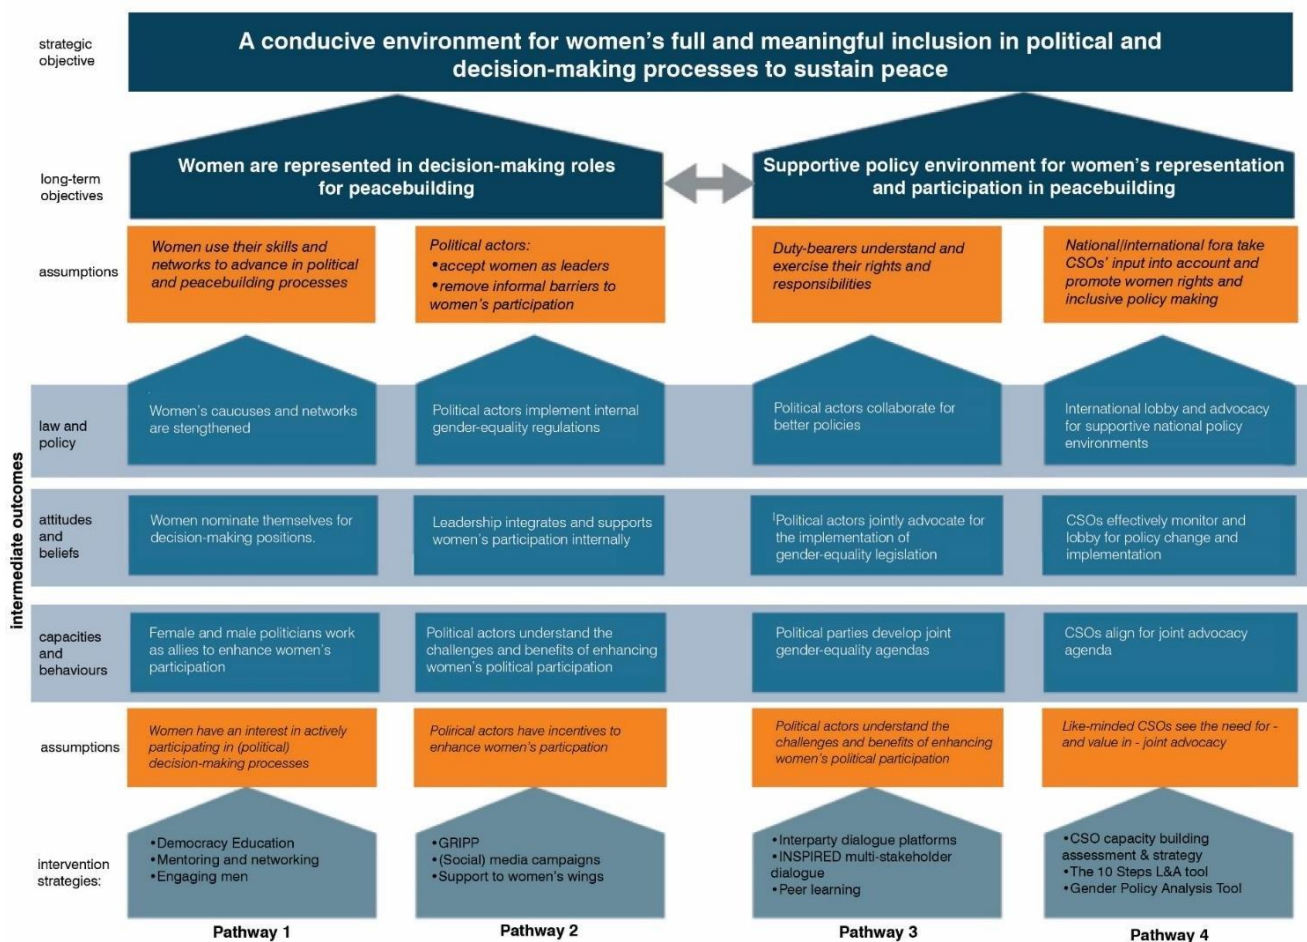 strategic
objective
A conducive environment for women's full and meaningful inclusion in political and
decision-making processes to sustain peace
long-term
objectives
Women are represented in decision-making roles
for peacebuilding
Supportive policy environment for women's representation
and participation in peacebuilding
assumptions
Women use their skills and
networks to advance in political
and peacebuilding processes
Political actors:
•accept women as leaders
•remove informal barriers to
women's participation
Duty-bearers understand and
exercise their rights and
responsibilities
National/international fora take
CSOs' input into account and
promote women rights and
inclusive policy making
intermediate outcomes
law and
policy
Women's caucuses and networks
are stengthened
Political actors implement internal
gender-equality regulations
Political actors collaborate for
better policies
International lobby and advocacy
for supportive national policy
environments
attitudes
and
beliefs
Women nominate themselves for
decision-making positions.
Leadership integrates and supports
women's participation intternally
Political actors jointly advocate for
the implementation of
gender-equality legislation
CSOs effectively monitor and
lobby for policy change and
implementation
capacities
and
behaviours
Female and male politicians work
as allies to enhance women's
participation
Political actors understand the
challenges and benefits of enhancing
women's political participation
Political parties develop joint
gender-equality agendas
CSOs align for joint advocacy
agenda
assumptions
Women have an interest in actively
participating in (political)
decision-making processes
Polirical actors have incentives to
enhance women's particpation
Political actors understand the
challenges and benefits of enhancing
women's political participation
Like-minded CSOs see the need for -
and value in - joint advocacy
intervention
strategies:
•Democracy Education
•Mentoring and networking
•Engaging men
•GRIPP
•(Social) media campaigns
•Support to women's wings
•Interparty dialogue platforms
•INSPIRED multi-stakeholder
dialogue
•Peer learning
•CSO capacity building
assessment & strategy
•The 10 Steps L&A tool
•Gender Policy Analysis Tool
Pathway 1
Pathway 2
Pathway 3
Pathway 4